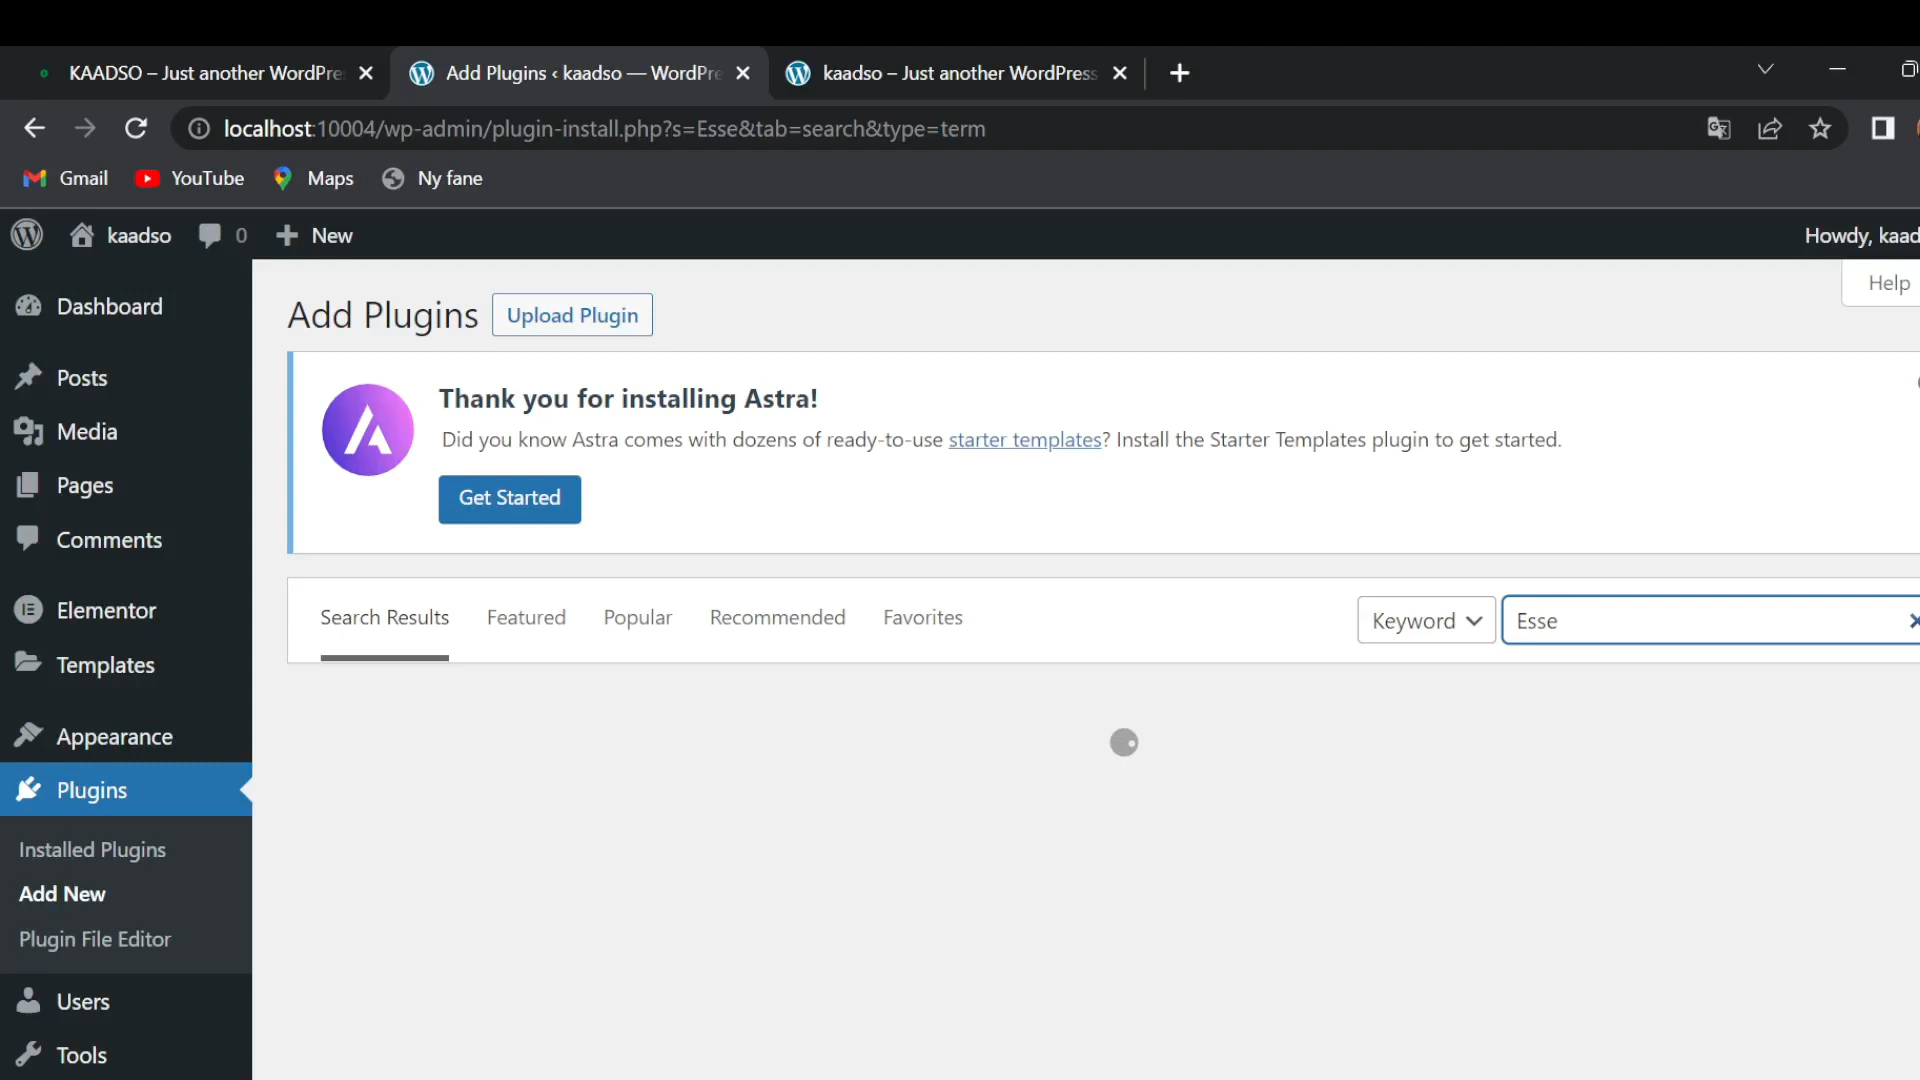 KAADSO – Just another WordPre
Add Plugins ‹ kaadso — WordPre
kaadso – Just another WordPress
localhost:10004/wp-admin/plugin-install.php?s=Esse&tab=search&type=term
Gmail
YouTube
Maps
Ny fane
kaadso
0
New
Howdy, kaad
Help
Dashboard
Posts
Media
Pages
Comments
Elementor
Templates
Appearance
Plugins
Installed Plugins
Add New
Plugin File Editor
Users
Tools
Add Plugins
Upload Plugin
Thank you for installing Astra!
Did you know Astra comes with dozens of ready-to-use starter templates? Install the Starter Templates plugin to get started.
Get Started
Search Results
Featured
Popular
Recommended
Favorites
Keyword
Esse